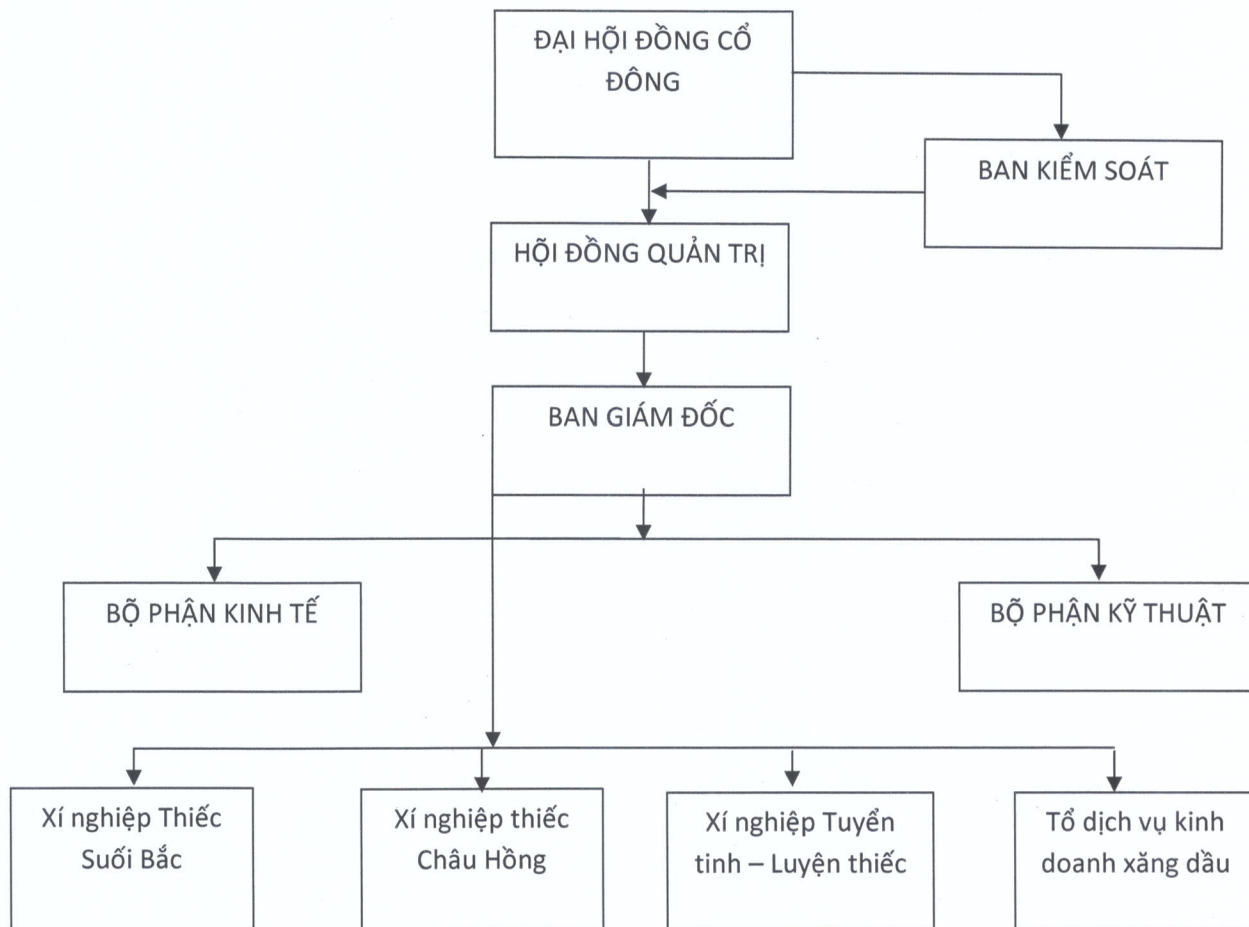 ĐẠI HỘI ĐỒNG CỔ
ĐÔNG
BAN KIỂM SOÁT
HỘI ĐỒNG QUẢN TRỊ
BAN GIÁM ĐỐC
BỘ PHẬN KINH TẾ
BỘ PHẬN KỸ THUẬT
Xí nghiệp Thiếc
Suối Bắc
Xí nghiệp thiếc
Châu Hồng
Xí nghiệp Tuyển
tinh – Luyện thiếc
Tổ dịch vụ kinh
doanh xăng dầu